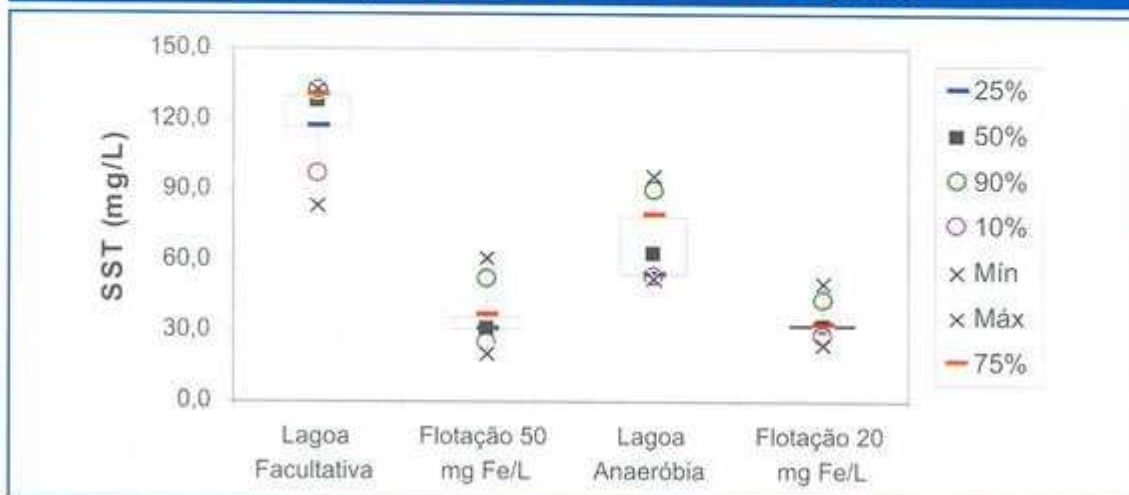 150,0
120,0
90,0
60,0
30,0
0,0
SST (mg/L)
Lagoa
Facultativa
Flotação 50
mg Fe/L
Lagoa
Anaeróbia
Flotação 20
mg Fe/L
25%
50%
90%
10%
Mín
Máx
75%